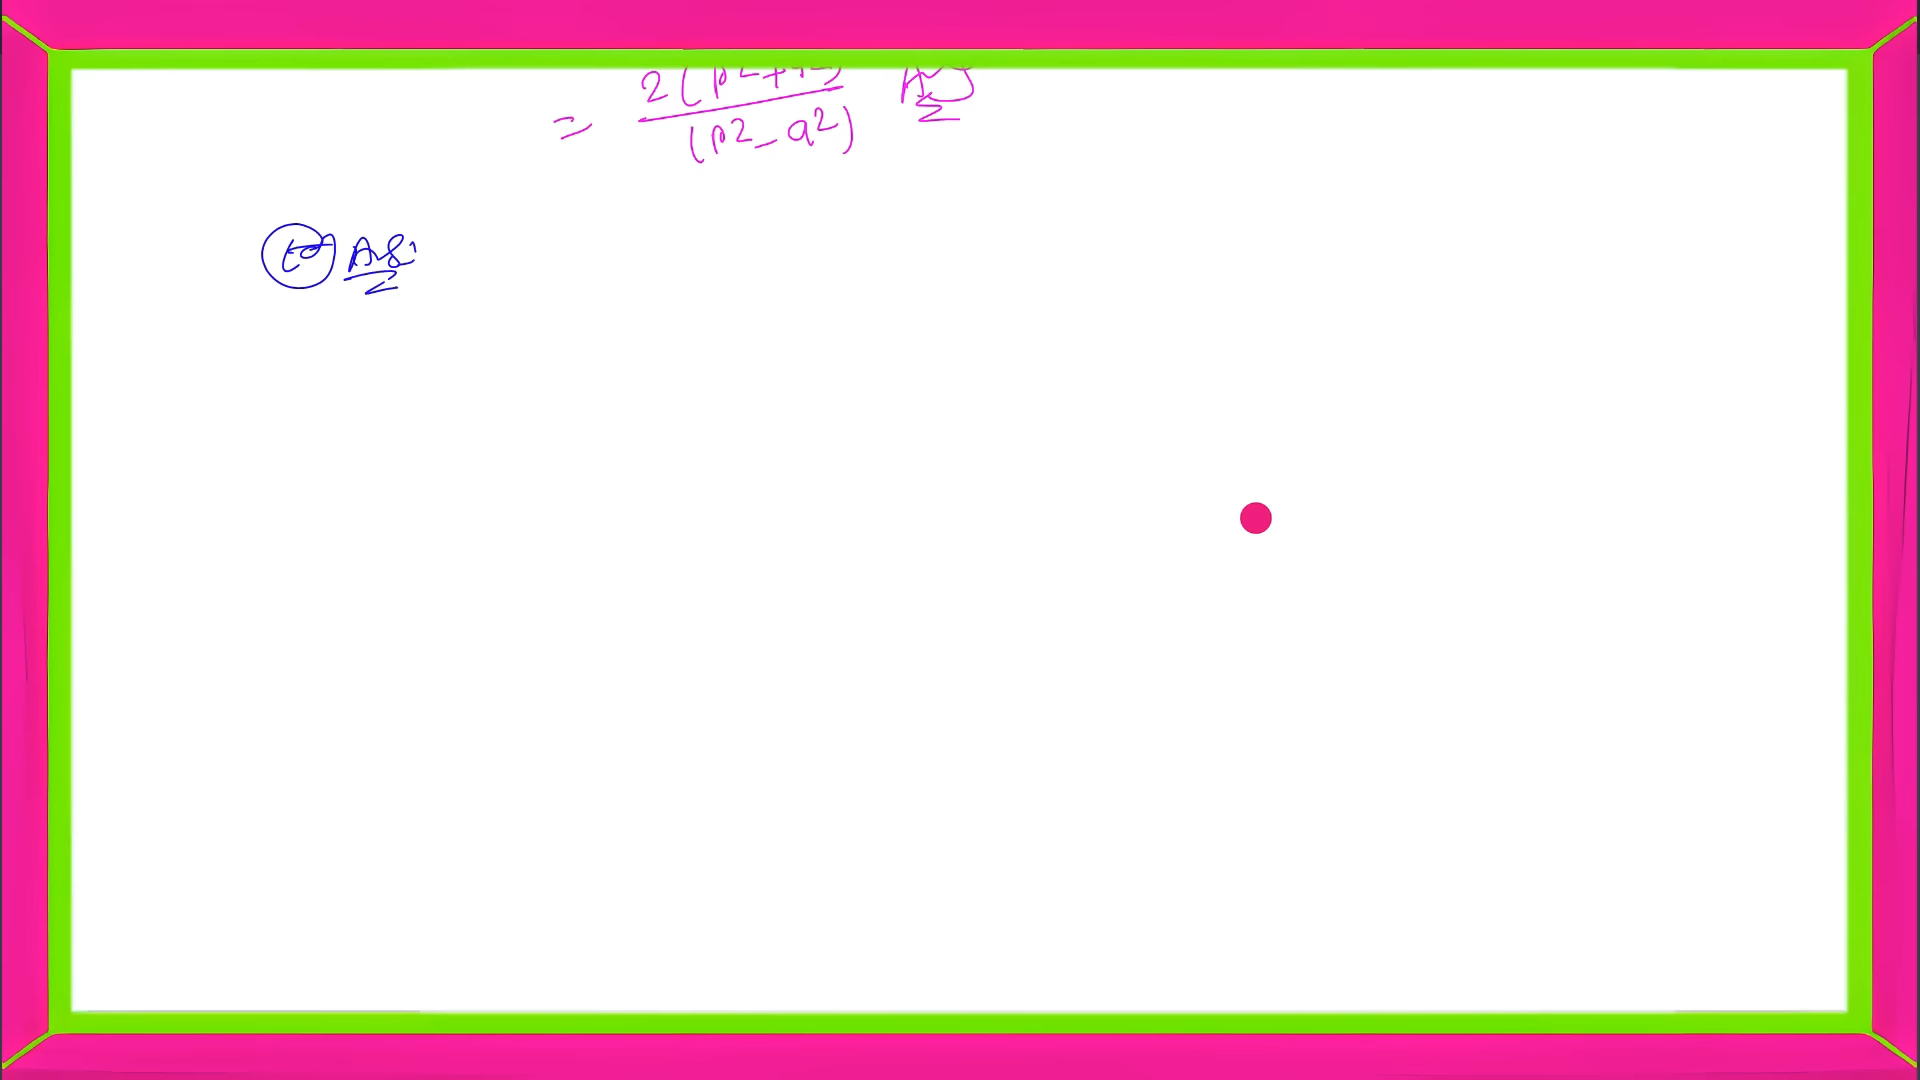 = 2(p2+q2) / (p2-q2) Ans
Ans